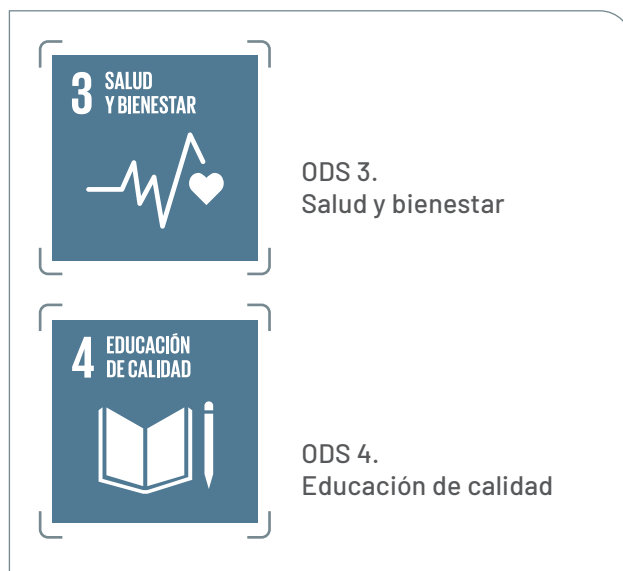 3 SALUD
Y BIENESTAR
ODS 3.
Salud y bienestar
4 EDUCACIÓN
DE CALIDAD
ODS 4.
Educación de calidad